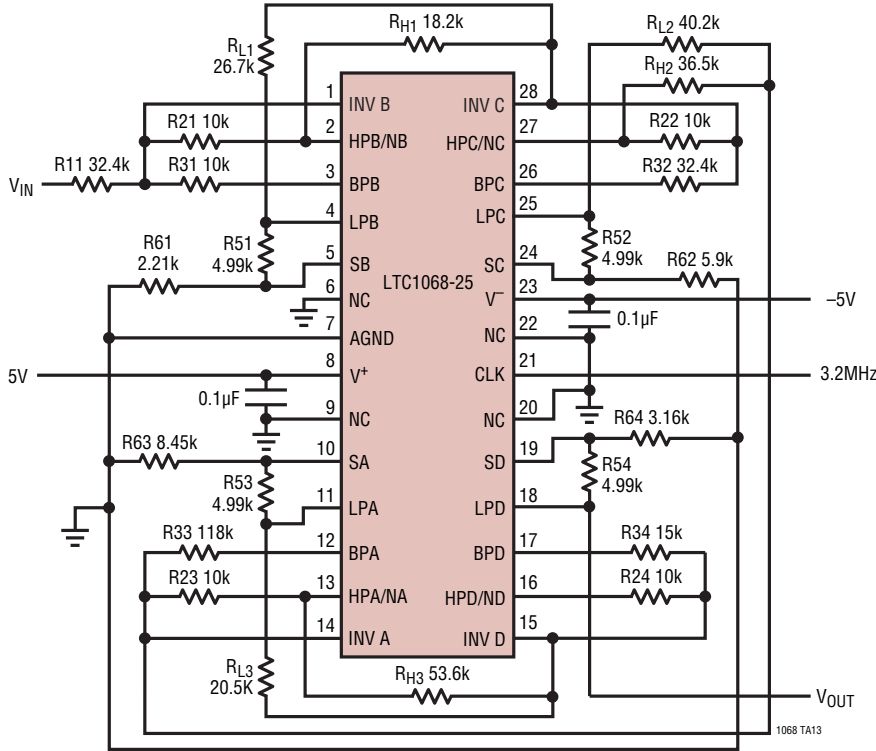 RH1 18.2k
RL1
26.7k
RL2 40.2k
RH2 36.5k
1 INV B INV C 28
R21 10k 2 HPB/NB HPC/NC 27 R22 10k
R11 32.4k R31 10k 3 BPB BPC 26 R32 32.4k
VIN
4 LPB LPC 25
R61
2.21k
R51
4.99k
R52
4.99k
5 SB SC 24 R62 5.9k
LTC1068-25
6 NC V– 23 –5V
0.1µF
7 AGND NC 22
5V 8 V+ CLK 21 3.2MHz
0.1µF
9 NC NC 20
R63 8.45k 10 SA SD 19 R64 3.16k
R53
4.99k
R54
4.99k
11 LPA LPD 18
R33 118k 12 BPA BPD 17 R34 15k
R23 10k 13 HPA/NA HPD/ND 16 R24 10k
14 INV A INV D 15
RL3
20.5K
RH3 53.6k
VOUT
1068 TA13